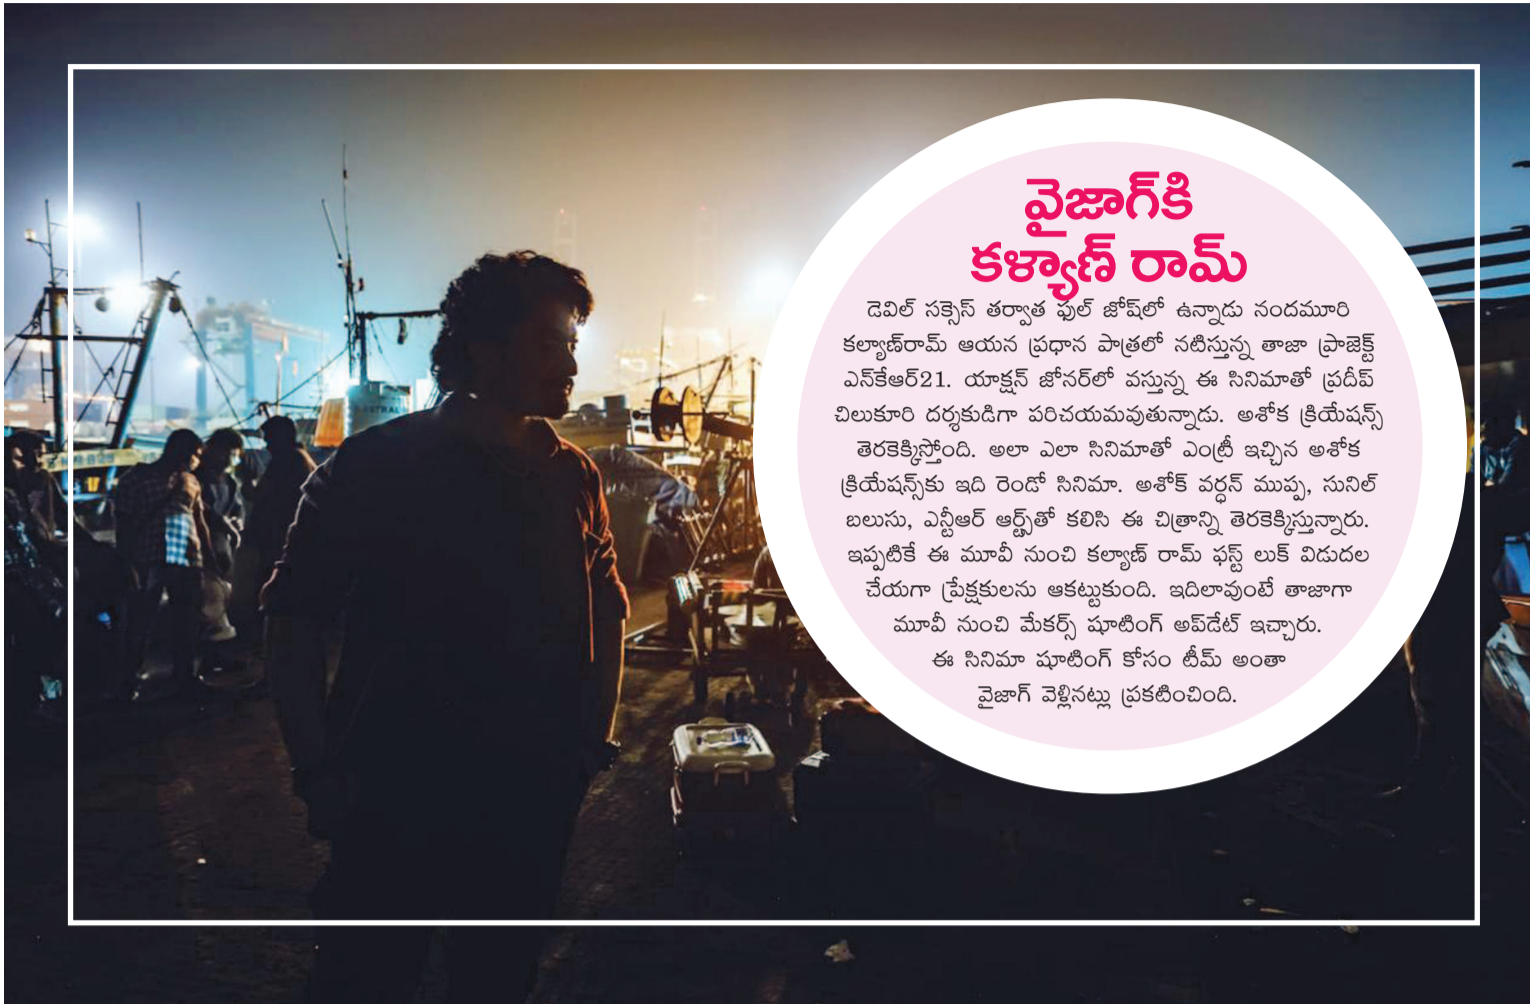 వైజాగ్‌కి
కళ్యాణ్ రామ్
డెవిల్ సక్సెస్ తర్వాత ఫుల్ జోష్‌లో ఉన్నాడు నందమూరి
కల్యాణ్‌రామ్ ఆయన ప్రధాన పాత్రలో నటిస్తున్న తాజా ప్రాజెక్ట్
ఎన్‌కేఆర్21. యాక్షన్ జోనర్‌లో వస్తున్న ఈ సినిమాతో ప్రదీప్
చిలుకూరి దర్శకుడిగా పరిచయమవుతున్నాడు. అశోక క్రియేషన్స్
తెరకెక్కిస్తోంది. అలా ఎలా సినిమాతో ఎంట్రీ ఇచ్చిన అశోక
క్రియేషన్స్‌కు ఇది రెండో సినిమా. అశోక్ వర్ధన్ ముప్ప, సునిల్
బలుసు, ఎన్టీఆర్ ఆర్ట్స్‌తో కలిసి ఈ చిత్రాన్ని తెరకెక్కిస్తున్నారు.
ఇప్పటికే ఈ మూవీ నుంచి కల్యాణ్ రామ్ ఫస్ట్ లుక్ విడుదల
చేయగా ప్రేక్షకులను ఆకట్టుకుంది. ఇదిలావుంటే తాజాగా
మూవీ నుంచి మేకర్స్ షూటింగ్ అప్‌డేట్ ఇచ్చారు.
ఈ సినిమా షూటింగ్ కోసం టీమ్ అంతా
వైజాగ్ వెళ్లినట్లు ప్రకటించింది.